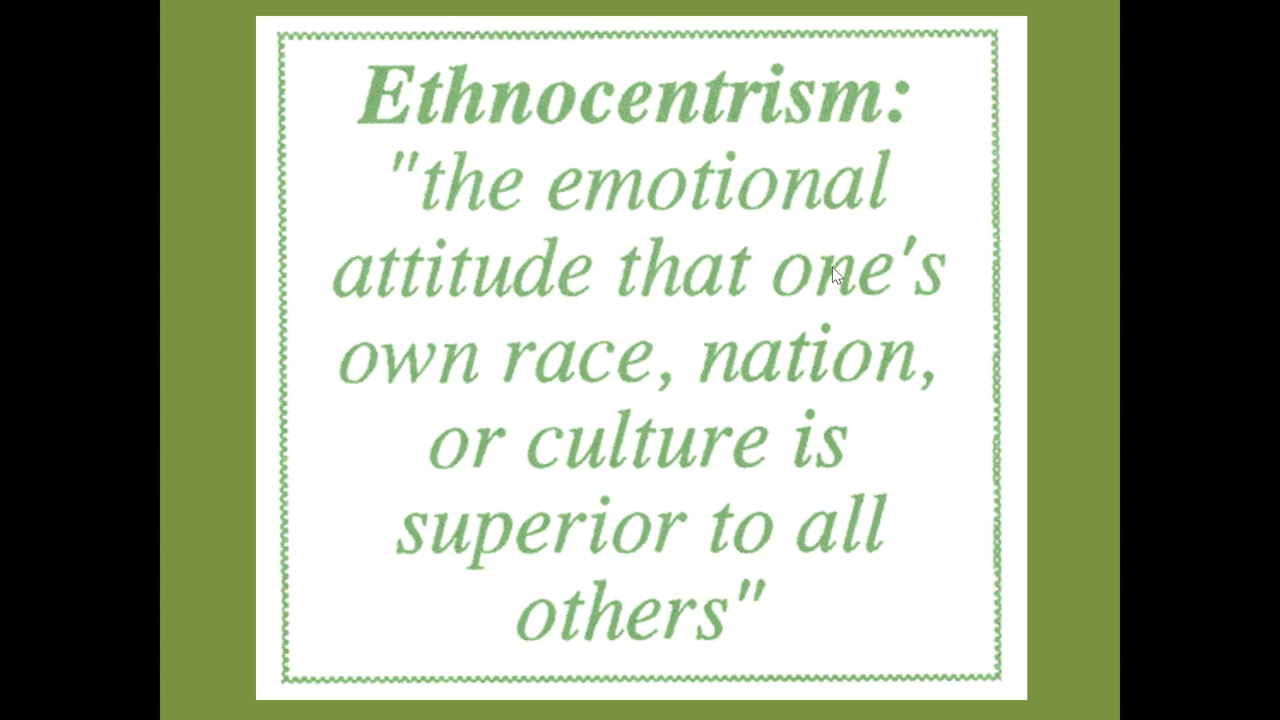 Ethnocentrism:
"the emotional
attitude that one's
own race, nation,
or culture is
superior to all
others"